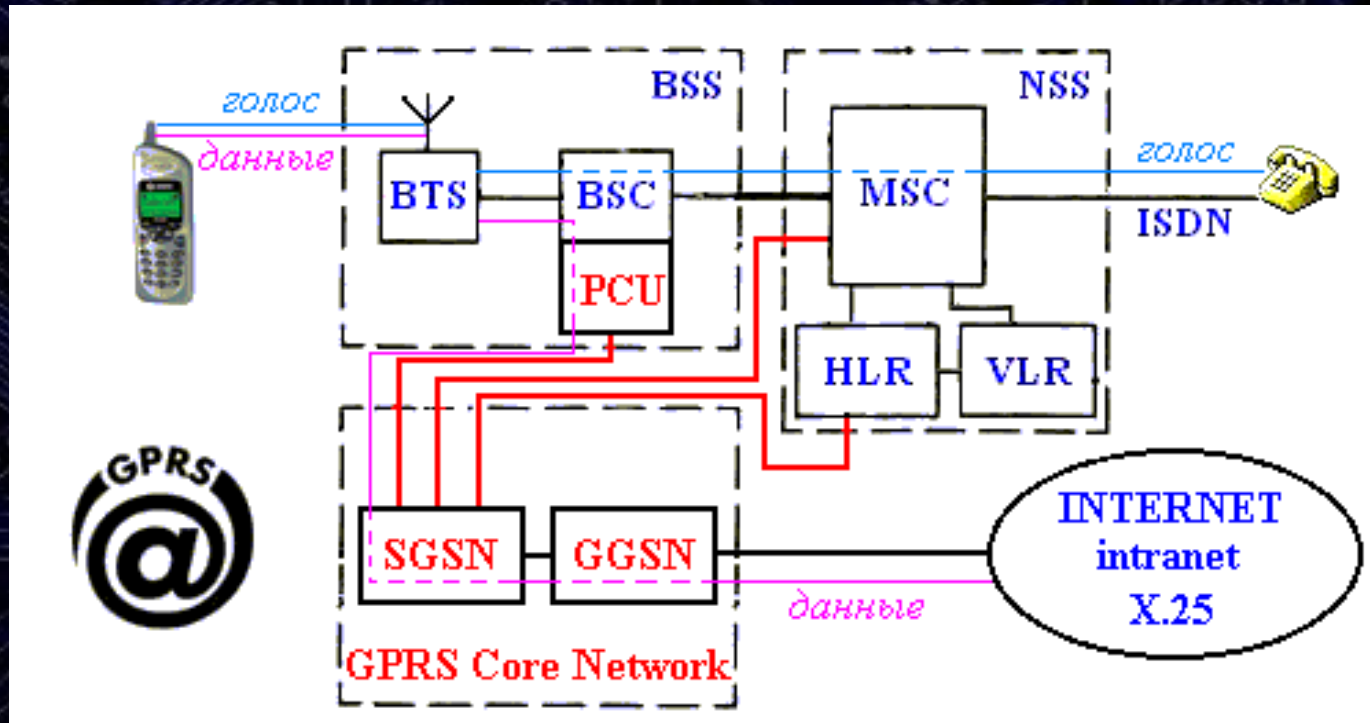 BSS
NSS
голос
данные
BTS
BSC
MSC
голос
ISDN
PCU
HLR
VLR
GPRS
@
SGSN
GGSN
INTERNET
intranet
X.25
данные
GPRS Core Network